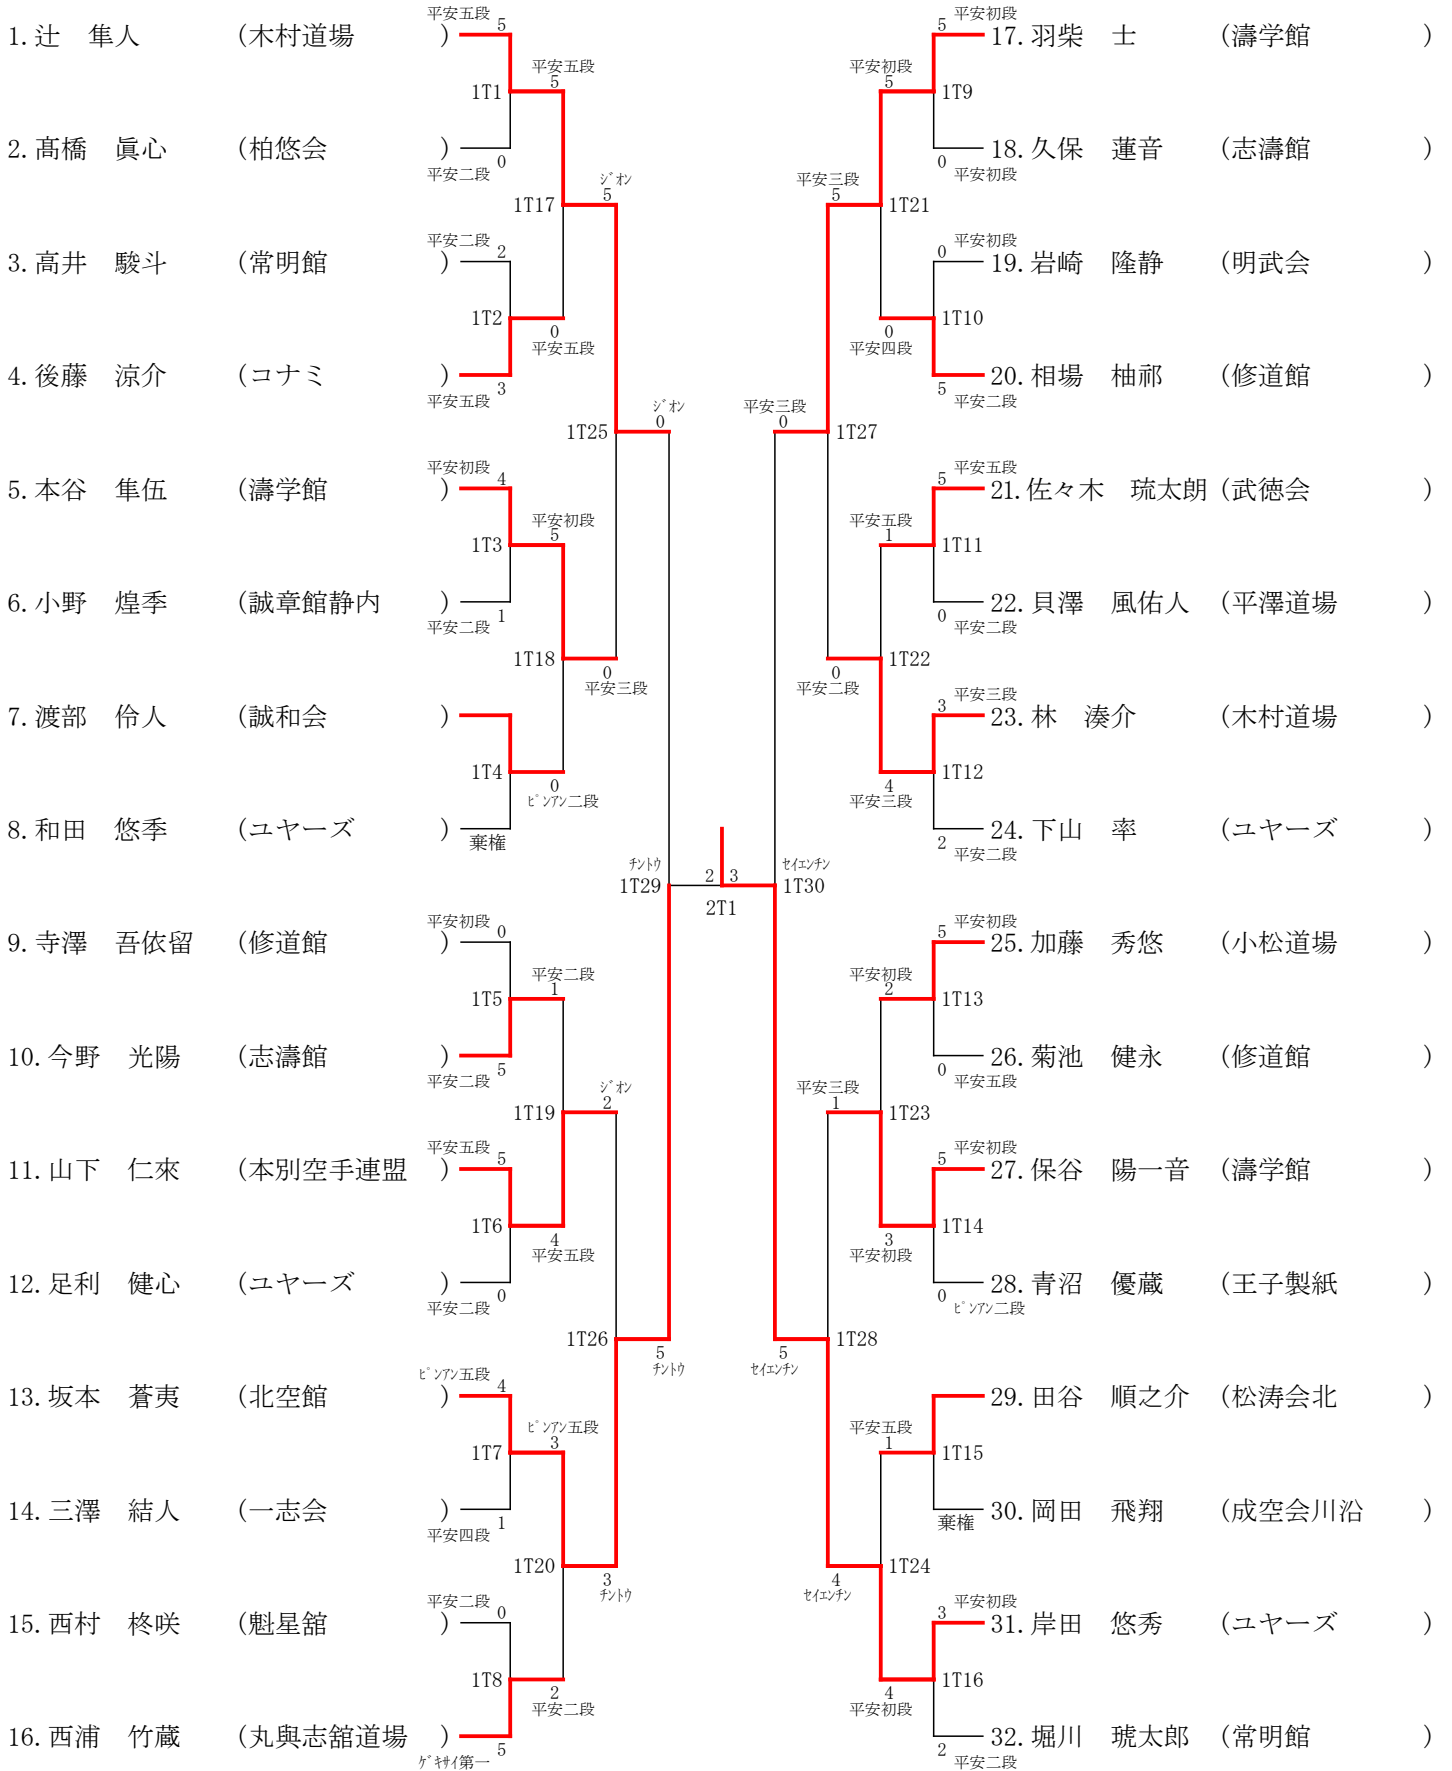 平安五段 5 5 平安初段
1. 辻　隼人 (木村道場) 17. 羽柴　士 (濤学館)
平安五段 平安初段
5 5
1T1 1T9
2. 髙橋　眞心 (柏悠会) 18. 久保　蓮音 (志濤館)
平安二段 0 0 平安初段
ジオン 平安三段
5 5
1T17 1T21
平安二段 2 0 平安初段
3. 高井　駿斗 (常明館) 19. 岩崎　隆静 (明武会)
1T2 1T10
0 0
平安五段 平安四段
4. 後藤　涼介 (コナミ) 20. 相場　柚祁 (修道館)
平安五段 3 5 平安二段
ジオン 平安三段
0 0
1T25 1T27
平安初段 4 5 平安五段
5. 本谷　隼伍 (濤学館) 21. 佐々木　琉太朗 (武徳会)
平安初段 平安五段
5 1
1T3 1T11
6. 小野　煌季 (誠章館静内) 22. 貝澤　風佑人 (平澤道場)
平安二段 1 0 平安二段
1T18 1T22
0 0
平安三段 平安二段
3 平安三段
7. 渡部　伶人 (誠和会) 23. 林　湊介 (木村道場)
1T4 1T12
0 4
ピンアン二段 平安三段
8. 和田　悠季 (ユヤーズ) 24. 下山　率 (ユヤーズ)
棄権 2 平安二段
チントウ セイエンチン
1T29 2 3 1T30
2T1
平安初段 0 5 平安初段
9. 寺澤　吾依留 (修道館) 25. 加藤　秀悠 (小松道場)
平安二段 平安初段
1 2
1T5 1T13
10. 今野　光陽 (志濤館) 26. 菊池　健永 (修道館)
平安二段 5 0 平安五段
ジオン 平安三段
2 1
1T19 1T23
平安五段 5 5 平安初段
11. 山下　仁來 (本別空手連盟) 27. 保谷　陽一音 (濤学館)
1T6 1T14
4 3
平安五段 平安初段
12. 足利　健心 (ユヤーズ) 28. 青沼　優蔵 (王子製紙)
平安二段 0 0 ピンアン二段
1T26 1T28
5 5
チントウ セイエンチン
ピンアン五段 4
13. 坂本　蒼夷 (北空館) 29. 田谷　順之介 (松涛会北)
ピンアン五段 平安五段
3 1
1T7 1T15
14. 三澤　結人 (一志会) 30. 岡田　飛翔 (成空会川沿)
平安四段 1 棄権
1T20 1T24
3 4
チントウ セイエンチン
平安二段 0 3 平安初段
15. 西村　柊咲 (魁星舘) 31. 岸田　悠秀 (ユヤーズ)
1T8 1T16
2 4
平安二段 平安初段
16. 西浦　竹蔵 (丸與志舘道場) 32. 堀川　琥太郎 (常明館)
ゲキサイ第一 5 2 平安二段